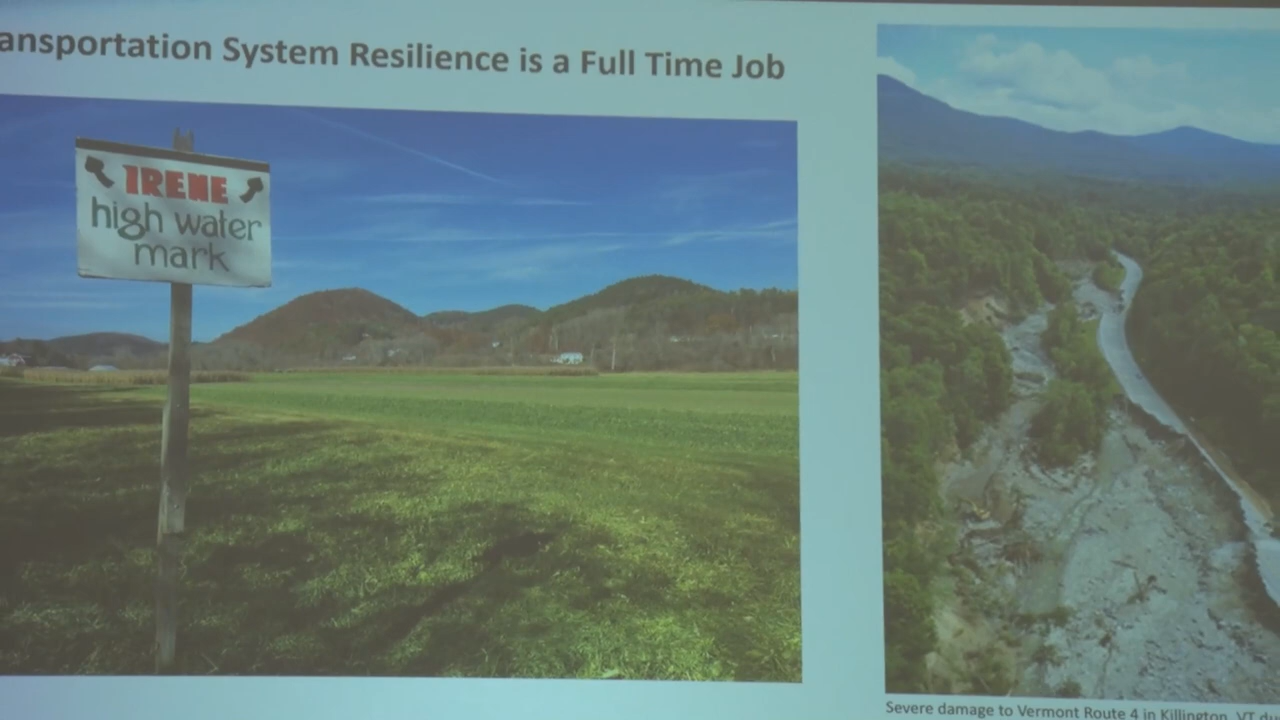 ansportation System Resilience is a Full Time Job
IRENE
high water
mark
Severe damage to Vermont Route 4 in Killington, VT